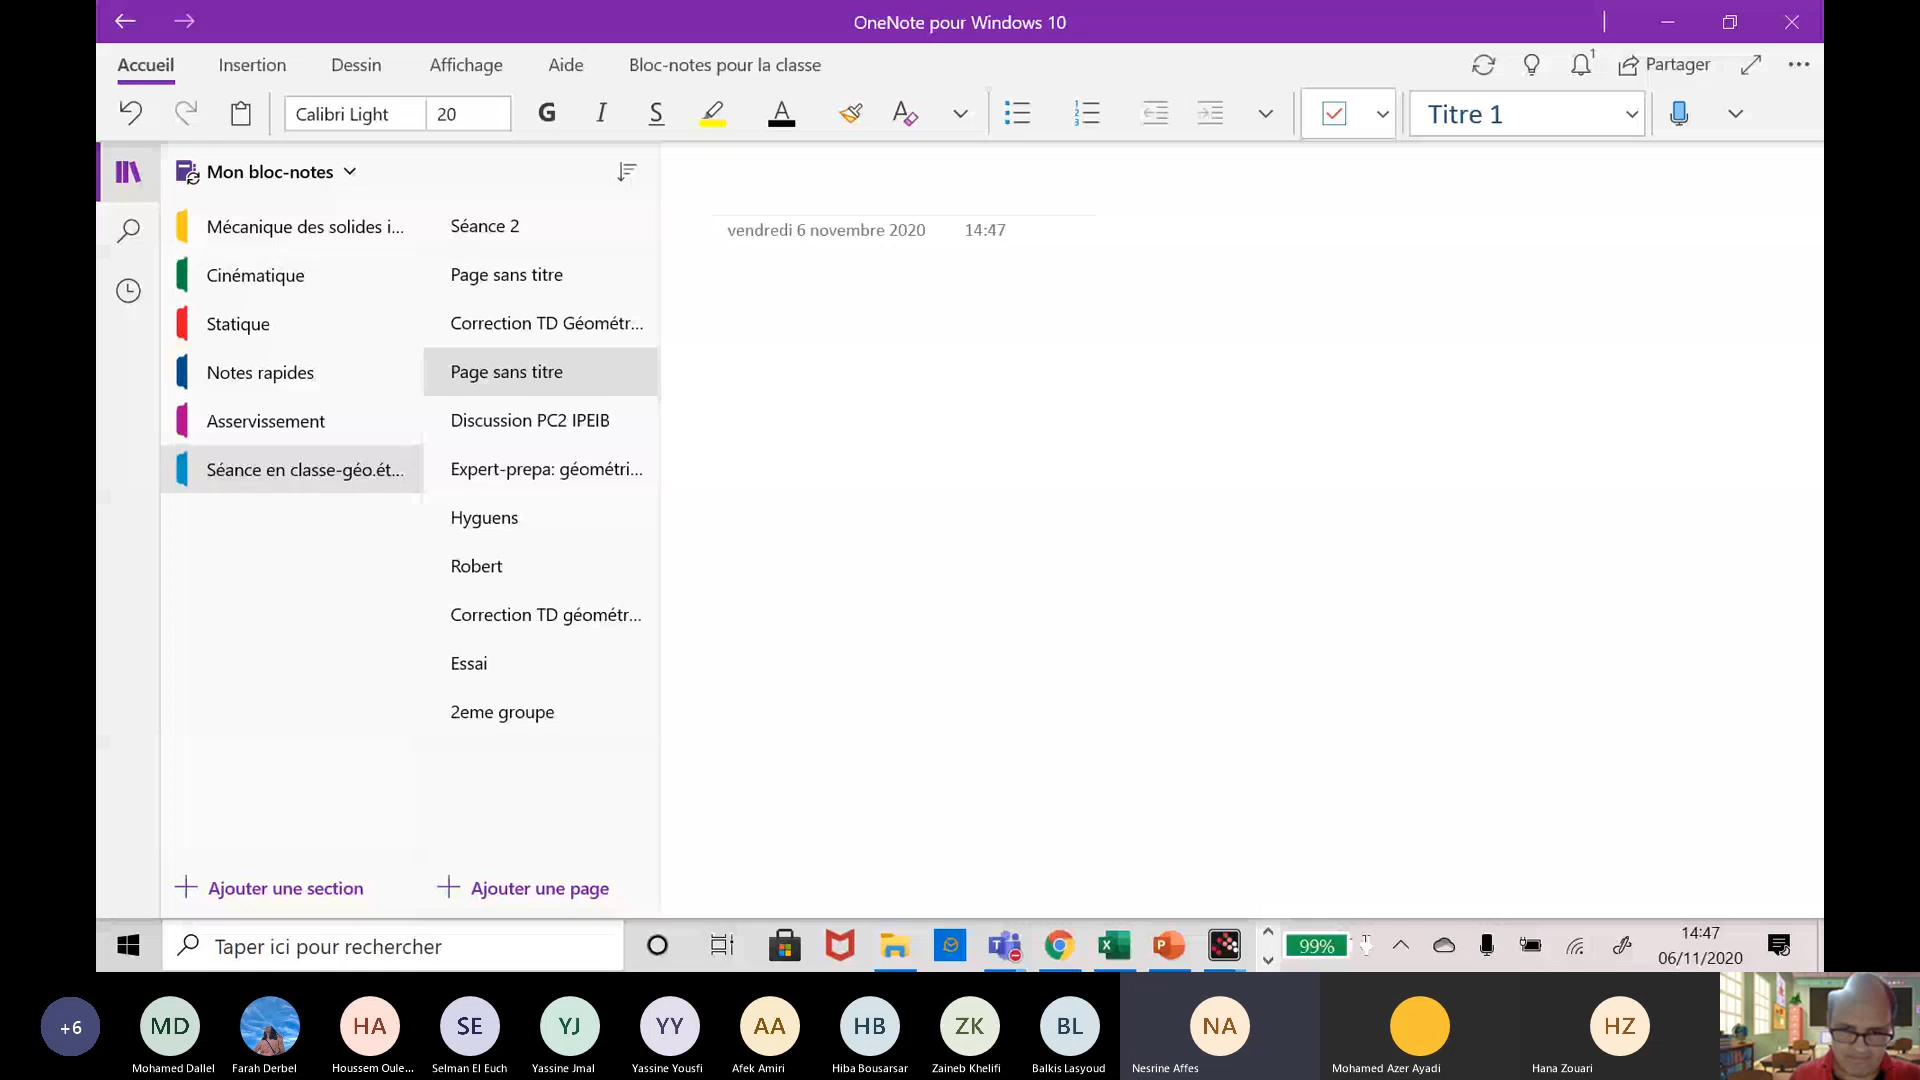 OneNote pour Windows 10
Accueil
Insertion
Dessin
Affichage
Aide
Bloc-notes pour la classe
1
Partager
Calibri Light
20
G
I
S
A
A
Titre 1
Mon bloc-notes
Mécanique des solides i...
Cinématique
Statique
Notes rapides
Asservissement
Séance en classe-géo.ét...
Séance 2
Page sans titre
Correction TD Géométr...
Page sans titre
Discussion PC2 IPEIB
Expert-prepa: géométri...
Hyguens
Robert
Correction TD géométr...
Essai
2eme groupe
vendredi 6 novembre 2020 14:47
Ajouter une section
Ajouter une page
Taper ici pour rechercher
99%
14:47
06/11/2020
+6
MD
HA
SE
YJ
YY
AA
HB
ZK
BL
NA
HZ
Mohamed Dallel
Farah Derbel
Houssem Oule...
Selman El Euch
Yassine Jmal
Yassine Yousfi
Afek Amiri
Hiba Bousarsar
Zaineb Khelifi
Balkis Lasyoud
Nesrine Affes
Mohamed Azer Ayadi
Hana Zouari